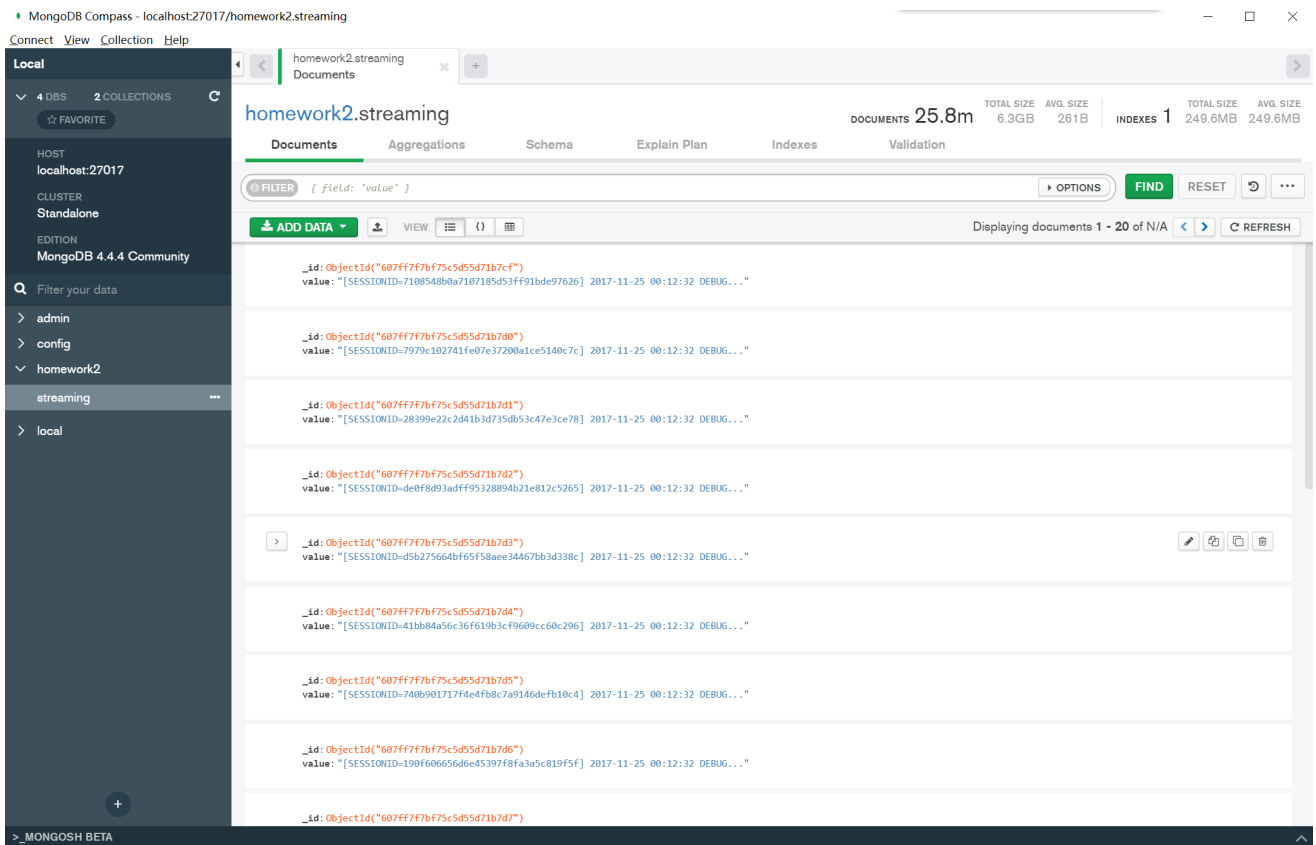 MongoDB Compass - localhost:27017/homework2.streaming
Connect View Collection Help
Local
4 DBS 2 COLLECTIONS
FAVORITE
HOST
localhost:27017
CLUSTER
Standalone
EDITION
MongoDB 4.4.4 Community
Filter your data
admin
config
homework2
streaming
local
homework2.streaming
Documents
homework2.streaming
DOCUMENTS 25.8m TOTAL SIZE 6.3GB AVG. SIZE 261B INDEXES 1 TOTAL SIZE 249.6MB AVG. SIZE 249.6MB
Documents Aggregations Schema Explain Plan Indexes Validation
FILTER { field: 'value' } OPTIONS FIND RESET
ADD DATA VIEW {} Displaying documents 1 - 20 of N/A REFRESH
_id: ObjectId("607ff7f7bf75c5d55d71b7cf")
value: "[SESSIONID=7108548b0a7107185d53ff91bde97626] 2017-11-25 00:12:32 DEBUG..."
_id: ObjectId("607ff7f7bf75c5d55d71b7d0")
value: "[SESSIONID=7979c102741fe07e37200a1ce5140c7c] 2017-11-25 00:12:32 DEBUG..."
_id: ObjectId("607ff7f7bf75c5d55d71b7d1")
value: "[SESSIONID=28399e22c2d41b3d735db53c47e3ce78] 2017-11-25 00:12:32 DEBUG..."
_id: ObjectId("607ff7f7bf75c5d55d71b7d2")
value: "[SESSIONID=de0f8d93adff95328894b21e812c5265] 2017-11-25 00:12:32 DEBUG..."
_id: ObjectId("607ff7f7bf75c5d55d71b7d3")
value: "[SESSIONID=d5b275664bf65f58aee34467bb3d338c] 2017-11-25 00:12:32 DEBUG..."
_id: ObjectId("607ff7f7bf75c5d55d71b7d4")
value: "[SESSIONID=41bb84a56c36f619b3cf9609cc60c296] 2017-11-25 00:12:32 DEBUG..."
_id: ObjectId("607ff7f7bf75c5d55d71b7d5")
value: "[SESSIONID=740b901717f4e4fb8c7a9146defb10c4] 2017-11-25 00:12:32 DEBUG..."
_id: ObjectId("607ff7f7bf75c5d55d71b7d6")
value: "[SESSIONID=190f606656d6e45397f8fa3a5c819f5f] 2017-11-25 00:12:32 DEBUG..."
_id: ObjectId("607ff7f7bf75c5d55d71b7d7")
>_MONGOSH BETA